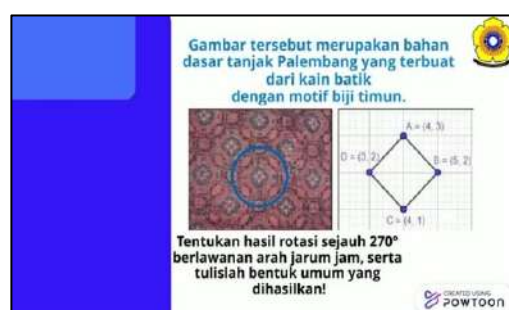 Gambar tersebut merupakan bahan
dasar tanjak Palembang yang terbuat
dari kain batik
dengan motif biji timun.
A = (4, 3)
D = (3, 2)
B = (5, 2)
C = (4, 1)
Tentukan hasil rotasi sejauh 270°
berlawanan arah jarum jam, serta
tulislah bentuk umum yang
dihasilkan!
CREATED USING
POWTOON